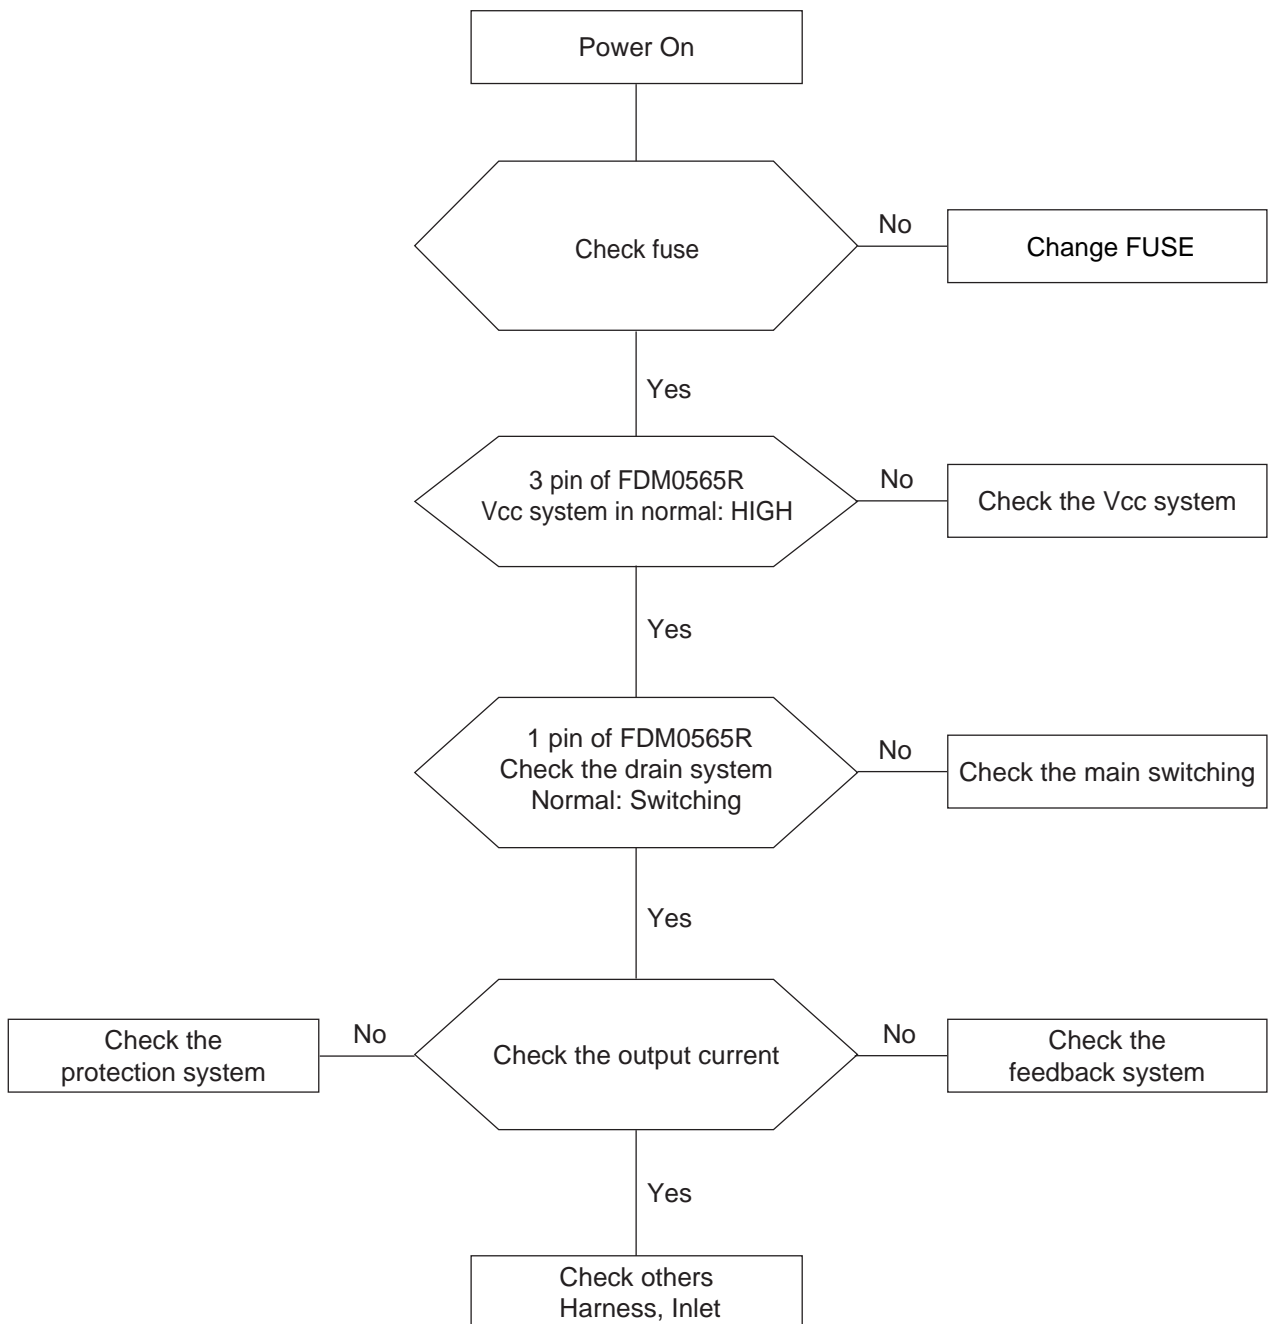 Power On
Check fuse
No
Change FUSE
Yes
3 pin of FDM0565R
Vcc system in normal: HIGH
No
Check the Vcc system
Yes
1 pin of FDM0565R
Check the drain system
Normal: Switching
No
Check the main switching
Yes
Check the
protection system
No
Check the output current
No
Check the
feedback system
Yes
Check others
Harness, Inlet